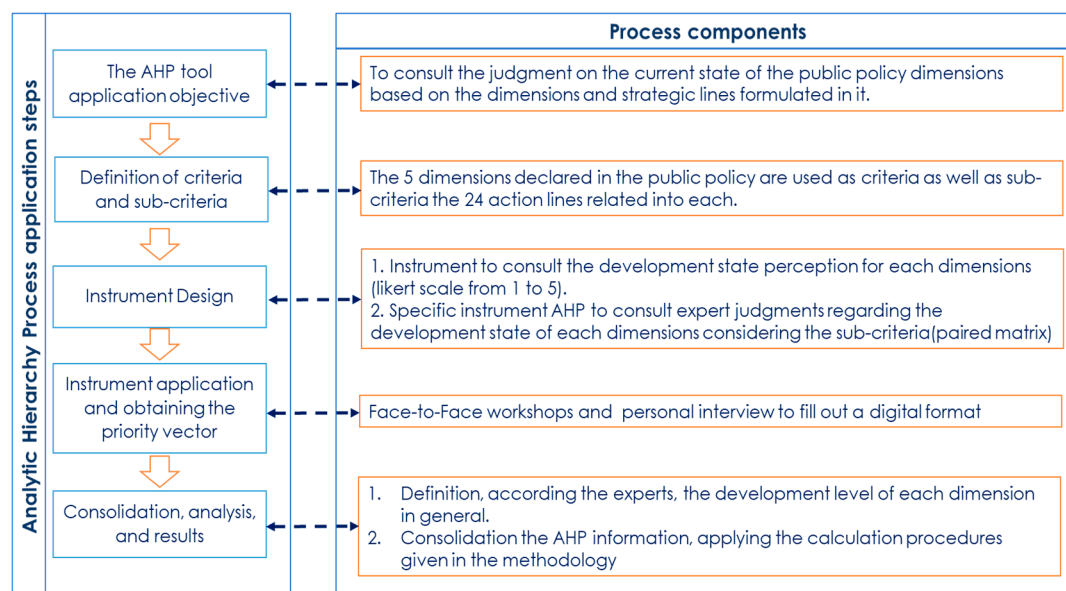 Analytic Hierarchy Process application steps
Process components
The AHP tool
application objective
To consult the judgment on the current state of the public policy dimensions
based on the dimensions and strategic lines formulated in it.
Definition of criteria
and sub-criteria
The 5 dimensions declared in the public policy are used as criteria as well as sub-
criteria the 24 action lines related into each.
Instrument Design
1. Instrument to consult the development state perception for each dimensions
(likert scale from 1 to 5).
2. Specific instrument AHP to consult expert judgments regarding the
development state of each dimensions considering the sub-criteria(paired matrix)
Instrument application
and obtaining the
priority vector
Face-to-Face workshops and personal interview to fill out a digital format
Consolidation, analysis,
and results
1. Definition, according the experts, the development level of each dimension
in general.
2. Consolidation the AHP information, applying the calculation procedures
given in the methodology